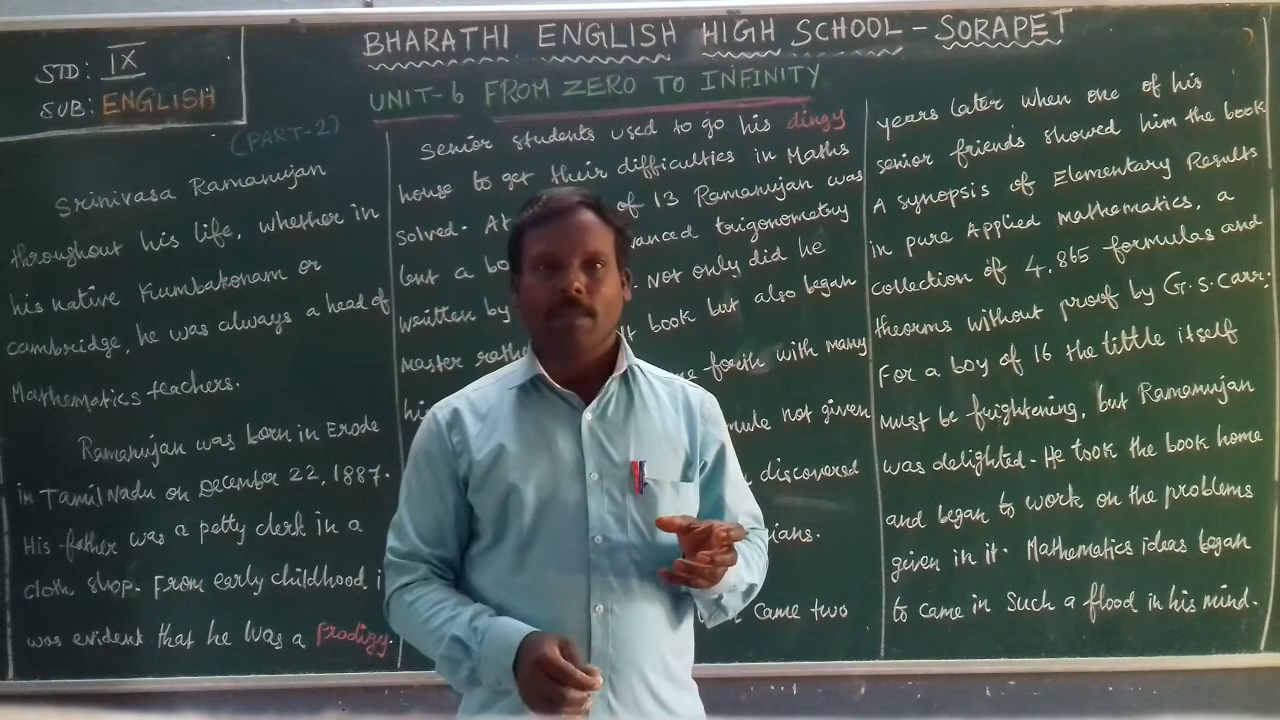 STD: IX
SUB: ENGLISH
BHARATHI ENGLISH HIGH SCHOOL - SORAPET
UNIT-6 FROM ZERO TO INFINITY
(PART-2)
Srinivasa Ramanujan
throughout his life, whether in
his native Kumbakonam or
cambridge, he was always a head of
Mathematics teachers.
Ramanujan was born in Erode
in Tamil Nadu on December 22, 1887.
His father was a petty clerk in a
cloth shop. From early childhood i
was evident that he was a Prodigy.
Senior students used to go his dingy
house to get their difficulties in Maths
solved. At of 13 Ramanujan was
lent a bo vanced trigonometry
written by . Not only did he
master rathe book but also began
his forth with many
not given
discovered
ians.
came two
years later when one of his
senior friends showed him the book
A synopsis of Elementary Results
in pure Applied mathematics, a
collection of 4.865 formulas and
theorms without proof by G.S.Carr;
For a boy of 16 the tittle itself
must be frightening, but Ramanujan
was delighted. He took the book home
and began to work on the problems
given in it. Mathematics ideas began
to came in such a flood in his mind.